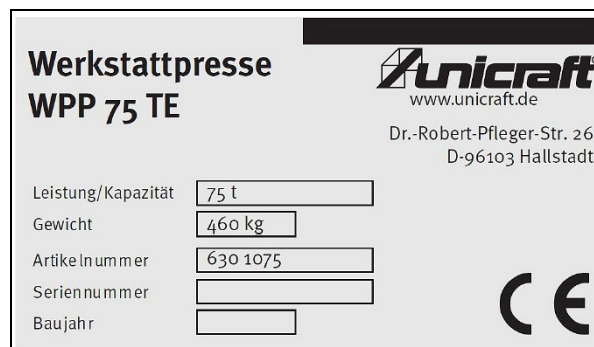 Werkstattpresse
WPP 75 TE
unicraft
www.unicraft.de
Dr.-Robert-Pfleger-Str. 26
D-96103 Hallstadt
Leistung/Kapazität 75 t
Gewicht 460 kg
Artikelnummer 630 1075
Seriennummer
Baujahr
CE